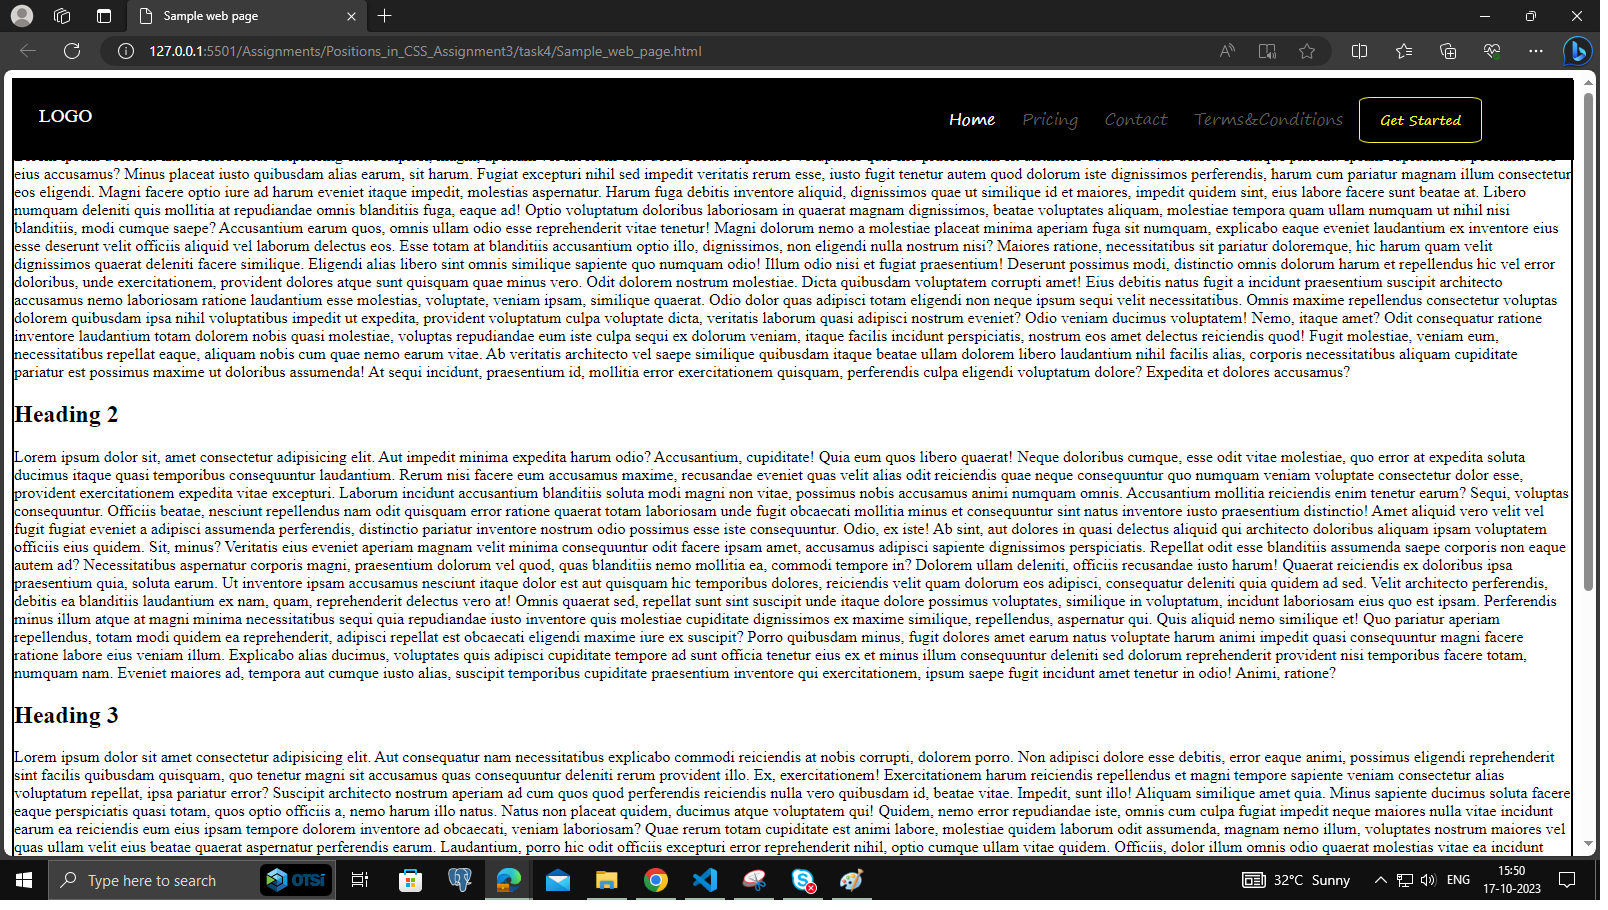 Sample web page
127.0.0.1:5501/Assignments/Positions_in_CSS_Assignment3/task4/Sample_web_page.html
LOGO
Home Pricing Contact Terms&Conditions Get Started
eius accusamus? Minus placeat iusto quibusdam alias earum, sit harum. Fugiat excepturi nihil sed impedit veritatis rerum esse, iusto fugit tenetur autem quod dolorum iste dignissimos perferendis, harum cum pariatur magnam illum consectetur
eos eligendi. Magni facere optio iure ad harum eveniet itaque impedit, molestias aspernatur. Harum fuga debitis inventore aliquid, dignissimos quae ut similique id et maiores, impedit quidem sint, eius labore facere sunt beatae at. Libero
numquam deleniti quis mollitia at repudiandae omnis blanditiis fuga, eaque ad! Optio voluptatum doloribus laboriosam in quaerat magnam dignissimos, beatae voluptates aliquam, molestiae tempora quam ullam numquam ut nihil nisi
blanditiis, modi cumque saepe? Accusantium earum quos, omnis ullam odio esse reprehenderit vitae tenetur! Magni dolorum nemo a molestiae placeat minima aperiam fuga sit numquam, explicabo eaque eveniet laudantium ex inventore eius
esse deserunt velit officiis aliquid vel laborum delectus eos. Esse totam at blanditiis accusantium optio illo, dignissimos, non eligendi nulla nostrum nisi? Maiores ratione, necessitatibus sit pariatur doloremque, hic harum quam velit
dignissimos quaerat deleniti facere similique. Eligendi alias libero sint omnis similique sapiente quo numquam odio! Illum odio nisi et fugiat praesentium! Deserunt possimus modi, distinctio omnis dolorum harum et repellendus hic vel error
doloribus, unde exercitationem, provident dolores atque sunt quisquam quae minus vero. Odit dolorem nostrum molestiae. Dicta quibusdam voluptatem corrupti amet! Eius debitis natus fugit a incidunt praesentium suscipit architecto
accusamus nemo laboriosam ratione laudantium esse molestias, voluptate, veniam ipsam, similique quaerat. Odio dolor quas adipisci totam eligendi non neque ipsum sequi velit necessitatibus. Omnis maxime repellendus consectetur voluptas
dolorem quibusdam ipsa nihil voluptatibus impedit ut expedita, provident voluptatum culpa voluptate dicta, veritatis laborum quasi adipisci nostrum eveniet? Odio veniam ducimus voluptatem! Nemo, itaque amet? Odit consequatur ratione
inventore laudantium totam dolorem nobis quasi molestiae, voluptas repudiandae eum iste culpa sequi ex dolorum veniam, itaque facilis incidunt perspiciatis, nostrum eos amet delectus reiciendis quod! Fugit molestiae, veniam eum,
necessitatibus repellat eaque, aliquam nobis cum quae nemo earum vitae. Ab veritatis architecto vel saepe similique quibusdam itaque beatae ullam dolorem libero laudantium nihil facilis alias, corporis necessitatibus aliquam cupiditate
pariatur est possimus maxime ut doloribus assumenda! At sequi incidunt, praesentium id, mollitia error exercitationem quisquam, perferendis culpa eligendi voluptatum dolore? Expedita et dolores accusamus?
Heading 2
Lorem ipsum dolor sit, amet consectetur adipisicing elit. Aut impedit minima expedita harum odio? Accusantium, cupiditate! Quia eum quos libero quaerat! Neque doloribus cumque, esse odit vitae molestiae, quo error at expedita soluta
ducimus itaque quasi temporibus consequuntur laudantium. Rerum nisi facere eum accusamus maxime, recusandae eveniet quas velit alias odit reiciendis quae neque consequuntur quo numquam veniam voluptate consectetur dolor esse,
provident exercitationem expedita vitae excepturi. Laborum incidunt accusantium blanditiis soluta modi magni non vitae, possimus nobis accusamus animi numquam omnis. Accusantium mollitia reiciendis enim tenetur earum? Sequi, voluptas
consequuntur. Officiis beatae, nesciunt repellendus nam odit quisquam error ratione quaerat totam laboriosam unde fugit obcaecati mollitia minus et consequuntur sint natus inventore iusto praesentium distinctio! Amet aliquid vero velit vel
fugit fugiat eveniet a adipisci assumenda perferendis, distinctio pariatur inventore nostrum odio possimus esse iste consequuntur. Odio, ex iste! Ab sint, aut dolores in quasi delectus aliquid qui architecto doloribus aliquam ipsam voluptatem
officiis eius quidem. Sit, minus? Veritatis eius eveniet aperiam magnam velit minima consequuntur odit facere ipsam amet, accusamus adipisci sapiente dignissimos perspiciatis. Repellat odit esse blanditiis assumenda saepe corporis non eaque
autem ad? Necessitatibus aspernatur corporis magni, praesentium dolorum vel quod, quas blanditiis nemo mollitia ea, commodi tempore in? Dolorem ullam deleniti, officiis recusandae iusto harum! Quaerat reiciendis ex doloribus ipsa
praesentium quia, soluta earum. Ut inventore ipsam accusamus nesciunt itaque dolor est aut quisquam hic temporibus dolores, reiciendis velit quam dolorum eos adipisci, consequatur deleniti quia quidem ad sed. Velit architecto perferendis,
debitis ea blanditiis laudantium ex nam, quam, reprehenderit delectus vero at! Omnis quaerat sed, repellat sunt sint suscipit unde itaque dolore possimus voluptates, similique in voluptatum, incidunt laboriosam eius quo est ipsam. Perferendis
minus illum atque at magni minima necessitatibus sequi quia repudiandae iusto inventore quis molestiae cupiditate dignissimos ex maxime similique, repellendus, aspernatur qui. Quis aliquid nemo similique et! Quo pariatur aperiam
repellendus, totam modi quidem ea reprehenderit, adipisci repellat est obcaecati eligendi maxime iure ex suscipit? Porro quibusdam minus, fugit dolores amet earum natus voluptate harum animi impedit quasi consequuntur magni facere
ratione labore eius veniam illum. Explicabo alias ducimus, voluptates quis adipisci cupiditate tempore ad sunt officia tenetur eius ex et minus illum consequuntur deleniti sed dolorum reprehenderit provident nisi temporibus facere totam,
numquam nam. Eveniet maiores ad, tempora aut cumque iusto alias, suscipit temporibus cupiditate praesentium inventore qui exercitationem, ipsum saepe fugit incidunt amet tenetur in odio! Animi, ratione?
Heading 3
Lorem ipsum dolor sit amet consectetur adipisicing elit. Aut consequatur nam necessitatibus explicabo commodi reiciendis at nobis corrupti, dolorem porro. Non adipisci dolore esse debitis, error eaque animi, possimus eligendi reprehenderit
sint facilis quibusdam quisquam, quo tenetur magni sit accusamus quas consequuntur deleniti rerum provident illo. Ex, exercitationem! Exercitationem harum reiciendis repellendus et magni tempore sapiente veniam consectetur alias
voluptatum repellat, ipsa pariatur error? Suscipit architecto nostrum aperiam ad cum quos quod perferendis reiciendis nulla vero quibusdam id, beatae vitae. Impedit, sunt illo! Aliquam similique amet quia. Minus sapiente ducimus soluta facere
eaque perspiciatis quasi totam, quos optio officiis a, nemo harum illo natus. Natus non placeat quidem, ducimus atque voluptatem qui! Quidem, nemo error repudiandae iste, omnis cum culpa fugiat impedit neque maiores nulla vitae incidunt
earum ea reiciendis eum eius ipsam tempore dolorem inventore ad obcaecati, veniam laboriosam? Quae rerum totam cupiditate est animi labore, molestiae quidem laborum odit assumenda, magnam nemo illum, voluptates nostrum maiores vel
quas ullam velit eius beatae quaerat aspernatur perferendis earum. Laudantium, porro hic odit officiis excepturi error reprehenderit nihil, optio cumque ullam vitae quidem. Officiis, dolor illum omnis odio quaerat molestias vitae ea incidunt
Type here to search
OTSi
32°C Sunny
ENG
15:50
17-10-2023